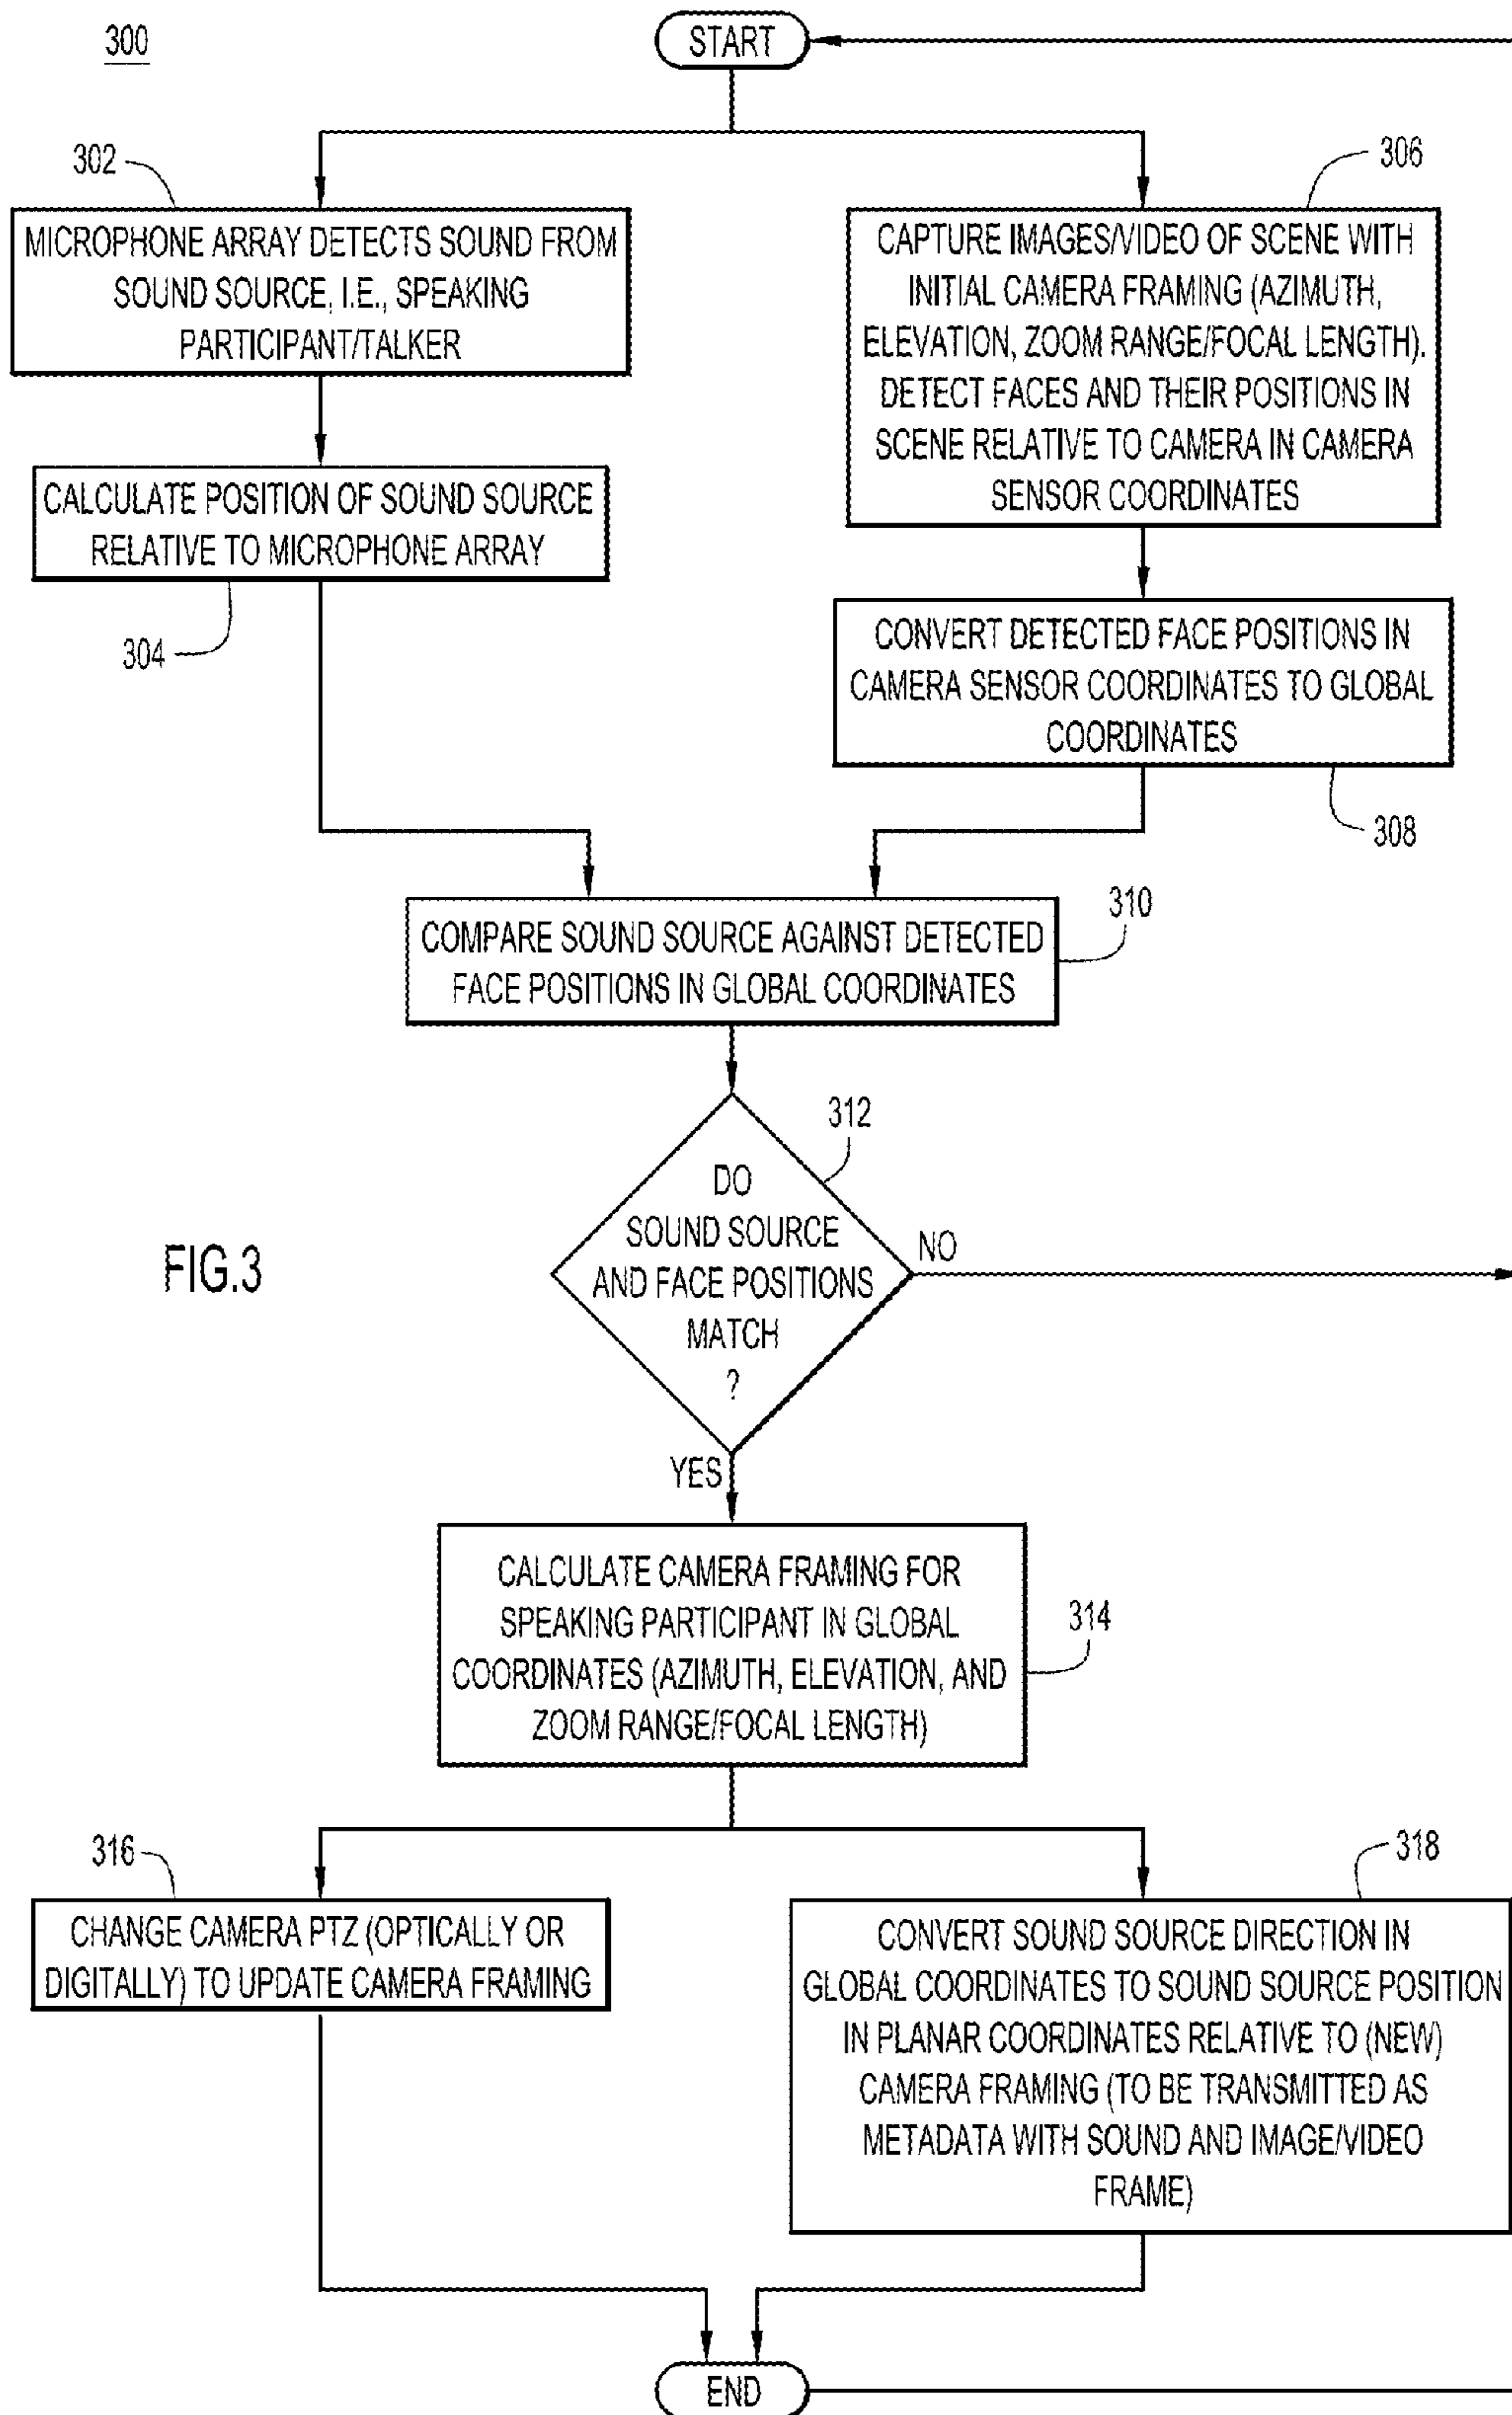 300
START
302
MICROPHONE ARRAY DETECTS SOUND FROM
SOUND SOURCE, I.E., SPEAKING
PARTICIPANT/TALKER
306
CAPTURE IMAGES/VIDEO OF SCENE WITH
INITIAL CAMERA FRAMING (AZIMUTH,
ELEVATION, ZOOM RANGE/FOCAL LENGTH).
DETECT FACES AND THEIR POSITIONS IN
SCENE RELATIVE TO CAMERA IN CAMERA
SENSOR COORDINATES
CALCULATE POSITION OF SOUND SOURCE
RELATIVE TO MICROPHONE ARRAY
304
CONVERT DETECTED FACE POSITIONS IN
CAMERA SENSOR COORDINATES TO GLOBAL
COORDINATES
308
COMPARE SOUND SOURCE AGAINST DETECTED
FACE POSITIONS IN GLOBAL COORDINATES
310
312
DO
SOUND SOURCE
AND FACE POSITIONS
MATCH
?
NO
FIG.3
YES
CALCULATE CAMERA FRAMING FOR
SPEAKING PARTICIPANT IN GLOBAL
COORDINATES (AZIMUTH, ELEVATION, AND
ZOOM RANGE/FOCAL LENGTH)
314
316
CHANGE CAMERA PTZ (OPTICALLY OR
DIGITALLY) TO UPDATE CAMERA FRAMING
318
CONVERT SOUND SOURCE DIRECTION IN
GLOBAL COORDINATES TO SOUND SOURCE POSITION
IN PLANAR COORDINATES RELATIVE TO (NEW)
CAMERA FRAMING (TO BE TRANSMITTED AS
METADATA WITH SOUND AND IMAGE/VIDEO
FRAME)
END